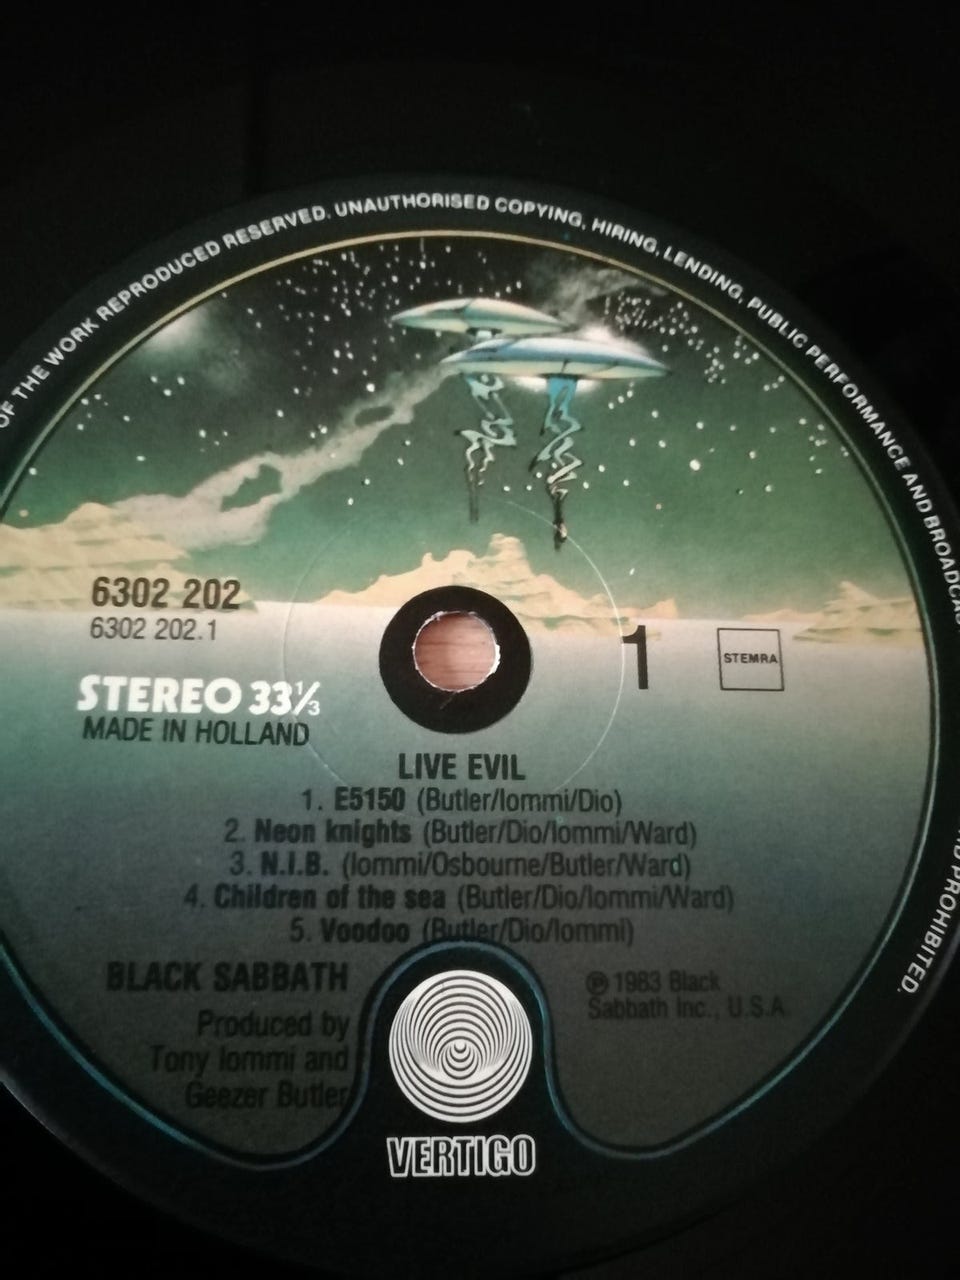 OF THE WORK REPRODUCED RESERVED. UNAUTHORISED COPYING, HIRING, LENDING, PUBLIC PERFORMANCE AND BROADCAS
PROHIBITED.
6302 202
6302 202.1
1
STEMRA
STEREO 33⅓
MADE IN HOLLAND
LIVE EVIL
1. E5150 (Butler/Iommi/Dio)
2. Neon knights (Butler/Dio/Iommi/Ward)
3. N.I.B. (Iommi/Osbourne/Butler/Ward)
4. Children of the sea (Butler/Dio/Iommi/Ward)
5. Voodoo (Butler/Dio/Iommi)
BLACK SABBATH
Produced by
Tony Iommi and
Geezer Butler
℗ 1983 Black
Sabbath Inc., U.S.A.
VERTIGO